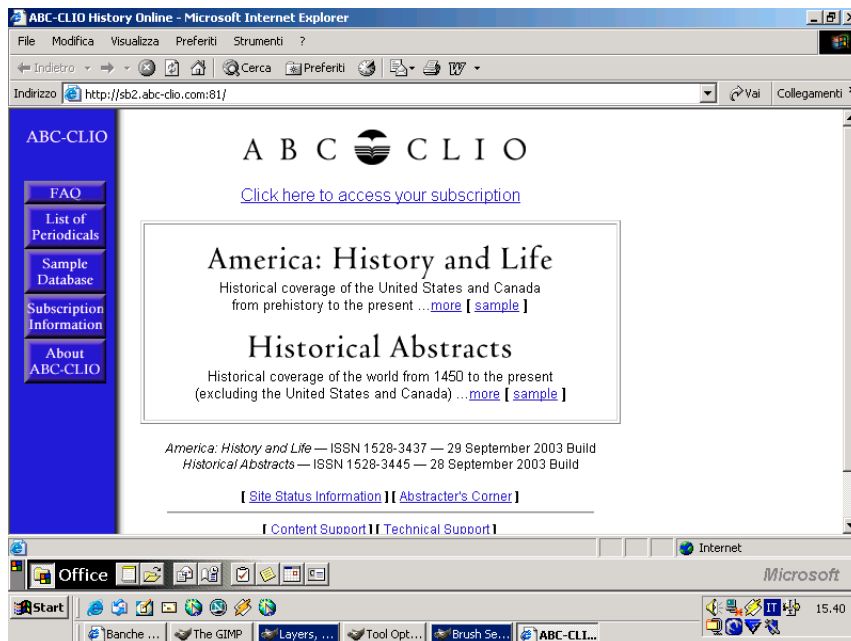 ABC-CLIO History Online - Microsoft Internet Explorer
File Modifica Visualizza Preferiti Strumenti ?
Indietro Cerca Preferiti
Indirizzo http://sb2.abc-clio.com:81/ Vai Collegamenti
ABC-CLIO
FAQ
List of
Periodicals
Sample
Database
Subscription
Information
About
ABC-CLIO
ABC CLIO
Click here to access your subscription
America: History and Life
Historical coverage of the United States and Canada
from prehistory to the present ...more [ sample ]
Historical Abstracts
Historical coverage of the world from 1450 to the present
(excluding the United States and Canada) ...more [ sample ]
America: History and Life — ISSN 1528-3437 — 29 September 2003 Build
Historical Abstracts — ISSN 1528-3445 — 28 September 2003 Build
[ Site Status Information ] [ Abstracter's Corner ]
[ Content Support ] [ Technical Support ]
Internet
Office Microsoft
Start IT 15.40
Banche ... The GIMP Layers, ... Tool Opt... Brush Se... ABC-CLI...